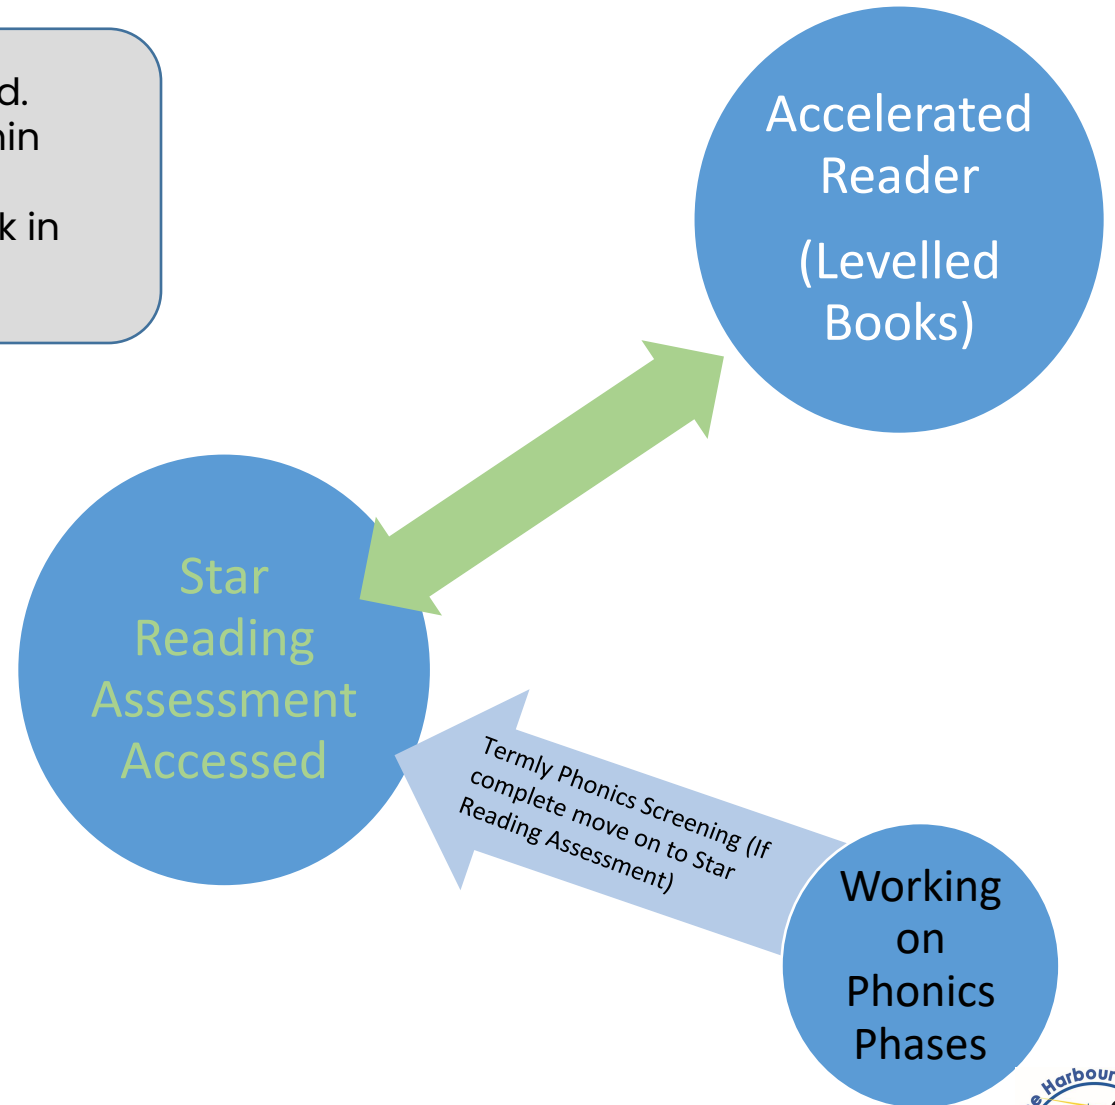 d.
k in
Accelerated
Reader
(Levelled
Books)
Star
Reading
Assessment
Accessed
Termly Phonics Screening (If
complete move on to Star
Reading Assessment)
Working
on
Phonics
Phases
Harbour